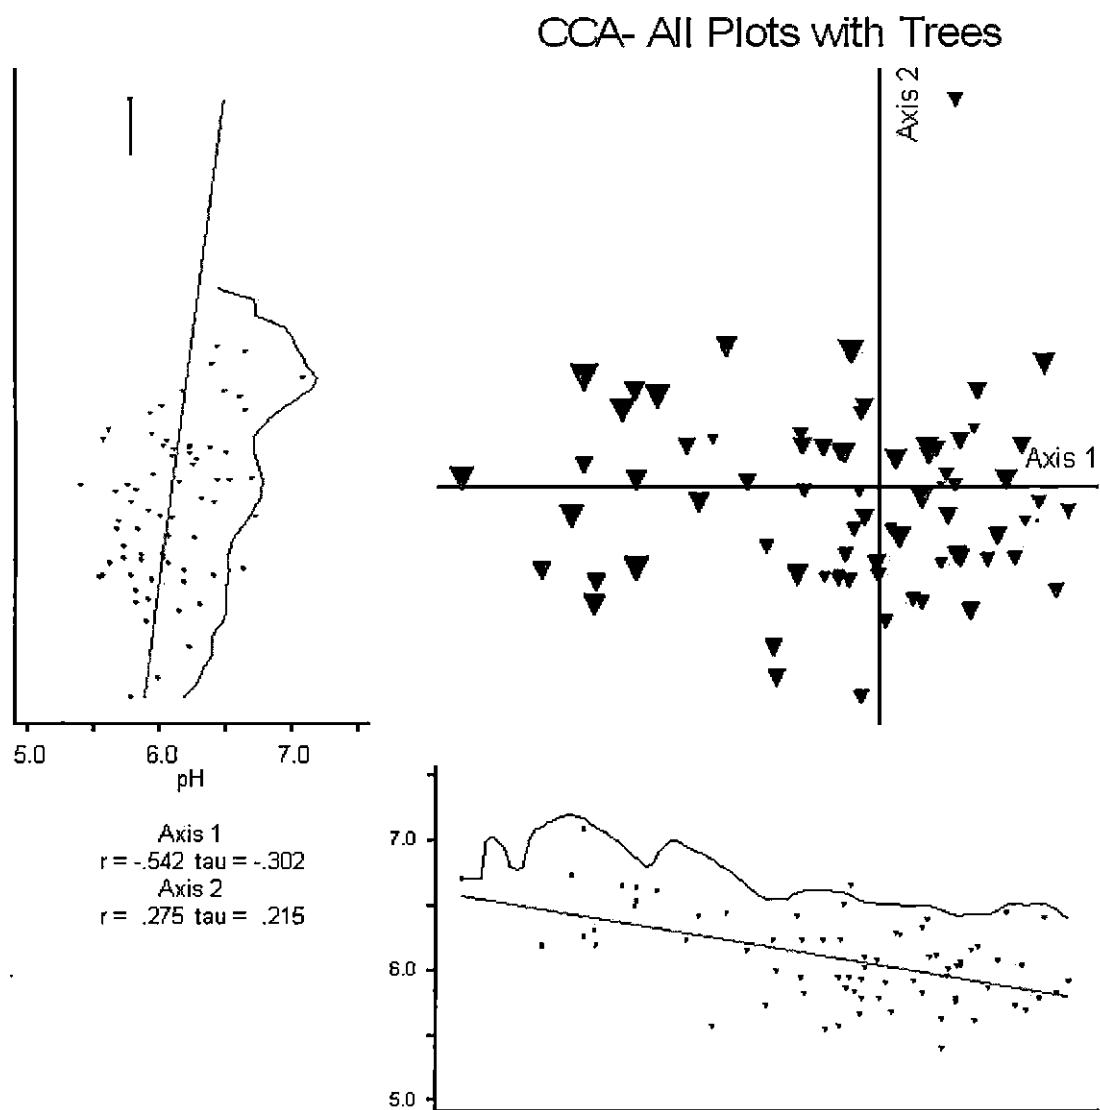 CCA- All Plots with Trees
Axis 2
Axis 1
5.0 6.0 7.0
pH
Axis 1
r = -.542 tau = -.302
Axis 2
r = .275 tau = .215
7.0
6.0
5.0